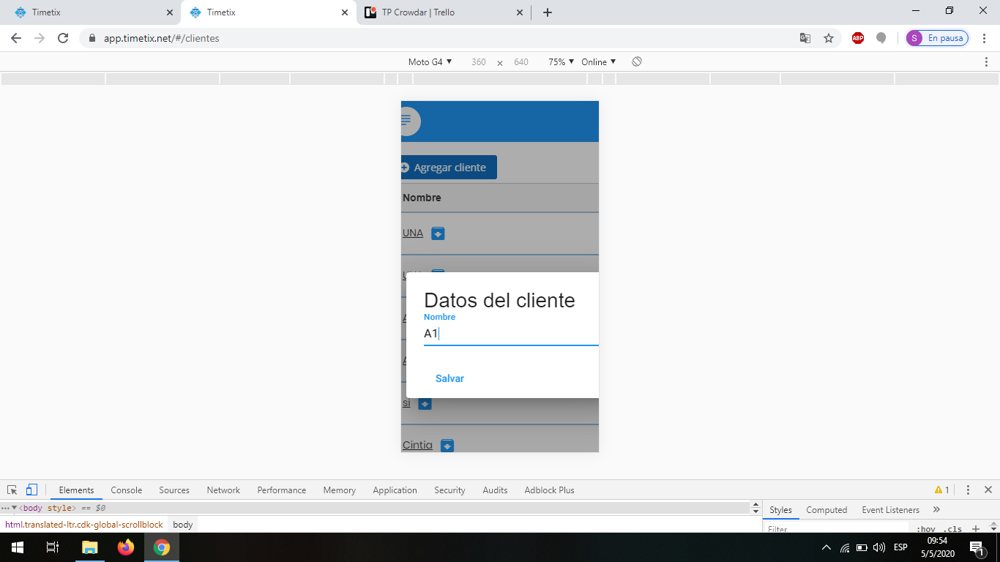 Timetix
Timetix
TP Crowdar | Trello
app.timetix.net/#/clientes
ABP
S
En pausa
Moto G4 ▼ 360 × 640 75% ▼ Online ▼
Agregar cliente
Nombre
UNA
Datos del cliente
Nombre
A1
Salvar
si
Cintia
Elements Console Sources Network Performance Memory Application Security Audits Adblock Plus
1
…▼<body style> == $0
html.translated-ltr.cdk-global-scrollblock body
Styles Computed Event Listeners »
Filter :hov .cls +
ESP
09:54
5/5/2020
1